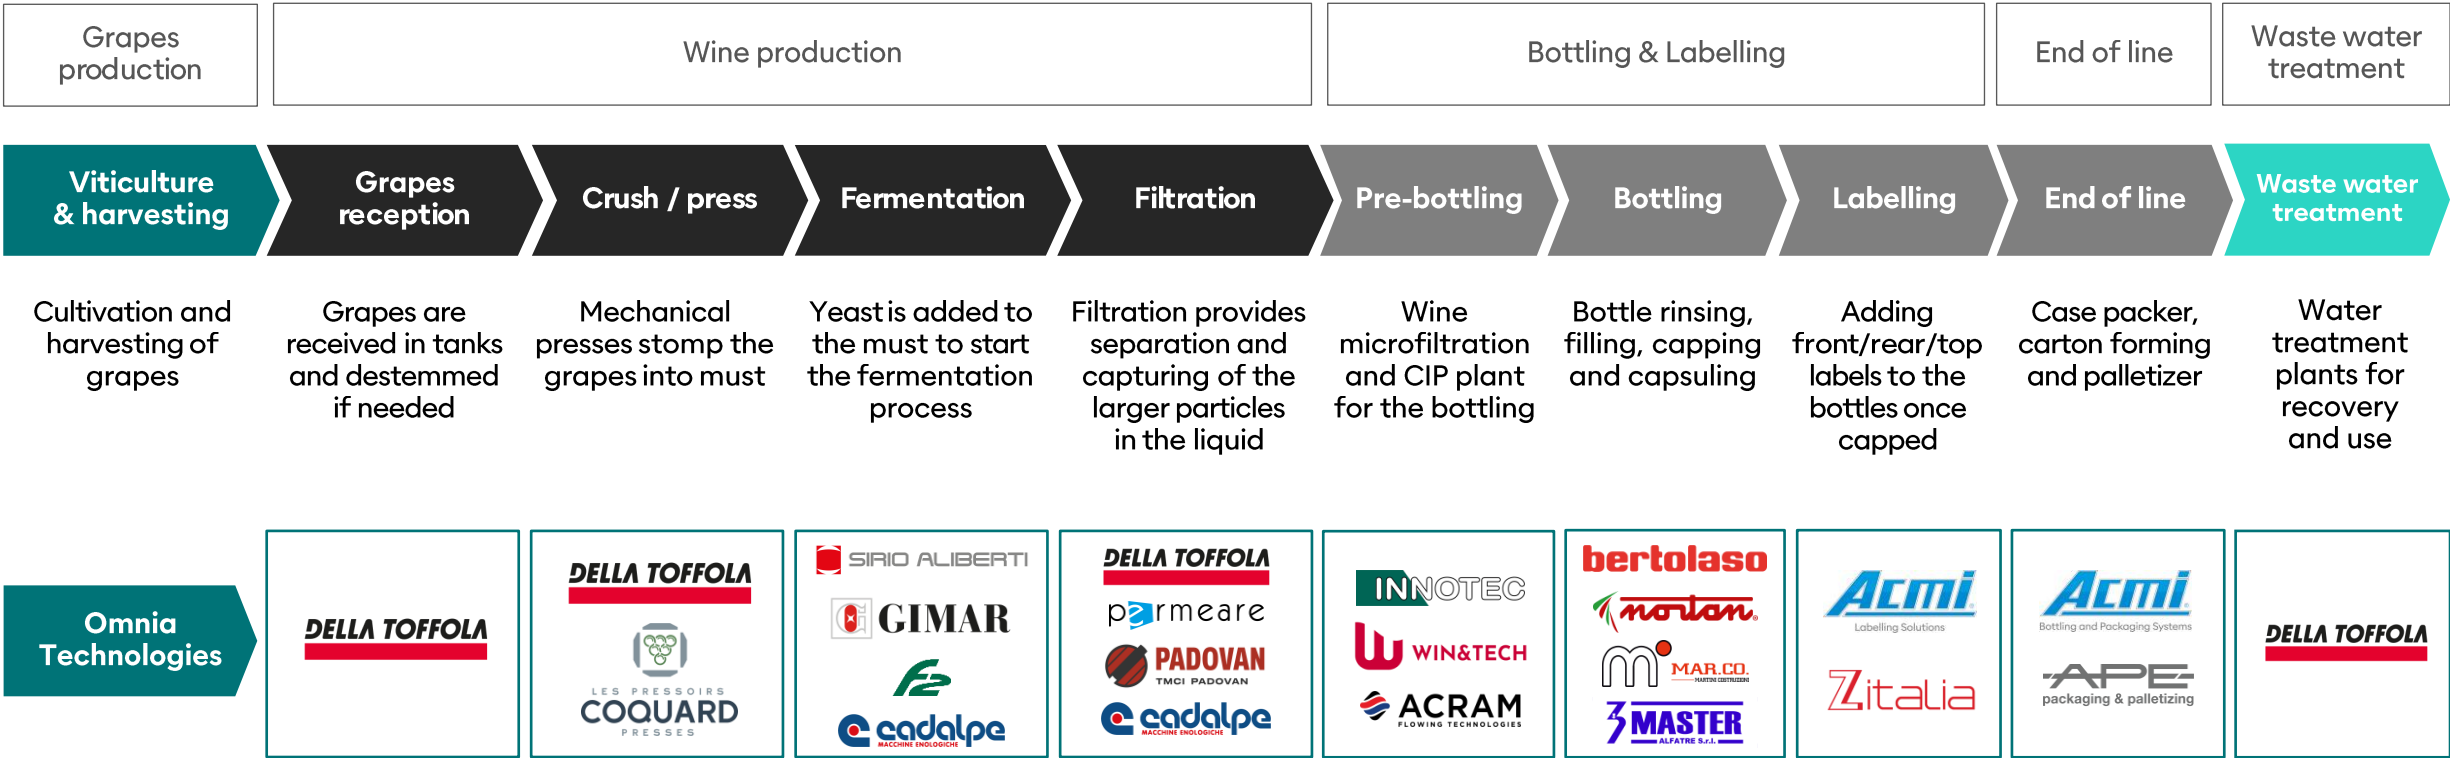 Grapes
production
Wine production
Bottling & Labelling
End of line
Waste water
treatment
Viticulture
& harvesting
Grapes
reception
Crush / press
Fermentation
Filtration
Pre-bottling
Bottling
Labelling
End of line
Waste water
treatment
Cultivation and
harvesting of
grapes
Grapes are
received in tanks
and destemmed
if needed
Mechanical
presses stomp the
grapes into must
Yeast is added to
the must to start
the fermentation
process
Filtration provides
separation and
capturing of the
larger particles
in the liquid
Wine
microfiltration
and CIP plant
for the bottling
Bottle rinsing,
filling, capping
and capsuling
Adding
front/rear/top
labels to the
bottles once
capped
Case packer,
carton forming
and palletizer
Water
treatment
plants for
recovery
and use
Omnia
Technologies
DELLA TOFFOLA
DELLA TOFFOLA
LES PRESSOIRS
COQUARD
PRESSES
SIRIO ALIBERTI
GIMAR
F2
cadalpe
MACCHINE ENOLOGICHE
DELLA TOFFOLA
permeare
PADOVAN
TMCI PADOVAN
cadalpe
MACCHINE ENOLOGICHE
INNOTEC
WIN&TECH
ACRAM
FLOWING TECHNOLOGIES
bertolaso
nortan
MAR.CO.
MARTINI COSTRUZIONI
3 MASTER
ALFATRE S.r.l.
Acmi
Labelling Solutions
Zitalia
Acmi
Bottling and Packaging Systems
APE
packaging & palletizing
DELLA TOFFOLA